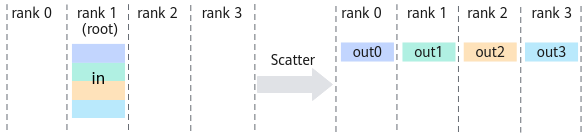 rank 0 rank 1 rank 2 rank 3
(root)
in
Scatter
rank 0 rank 1 rank 2 rank 3
out0 out1 out2 out3